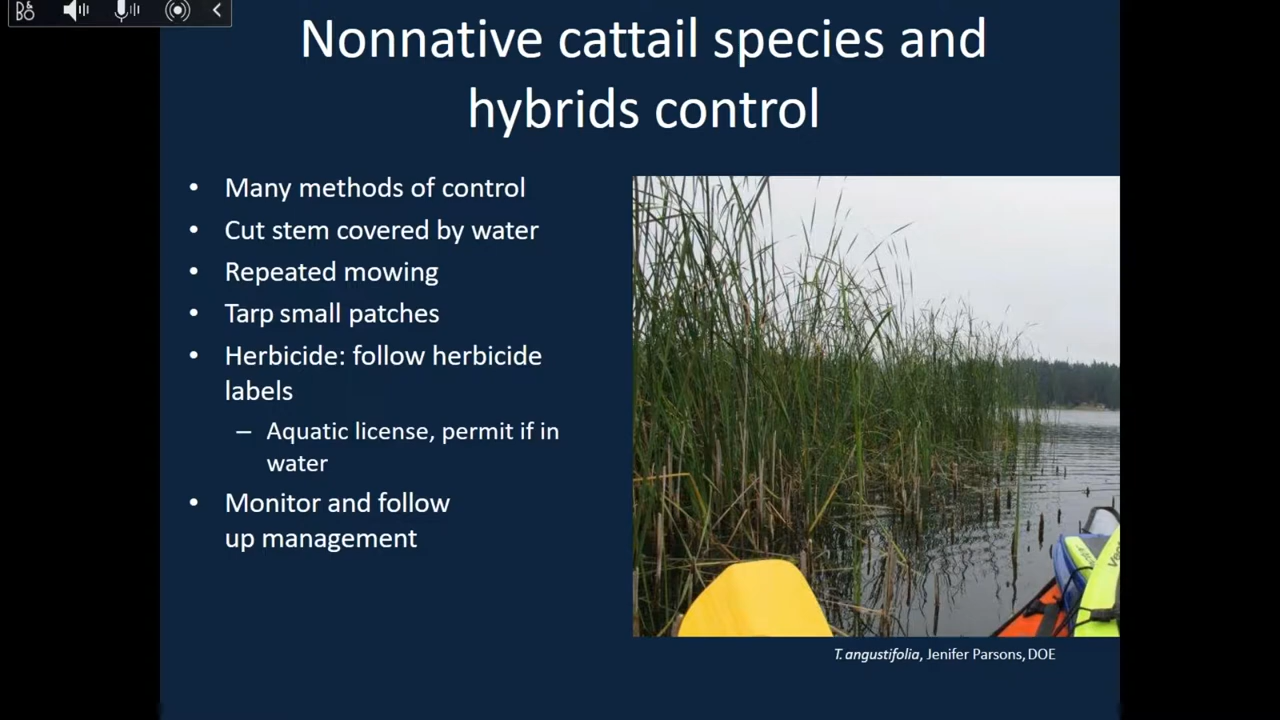 Nonnative cattail species and
hybrids control
• Many methods of control
• Cut stem covered by water
• Repeated mowing
• Tarp small patches
• Herbicide: follow herbicide
labels
– Aquatic license, permit if in
water
• Monitor and follow
up management
T. angustifolia, Jenifer Parsons, DOE